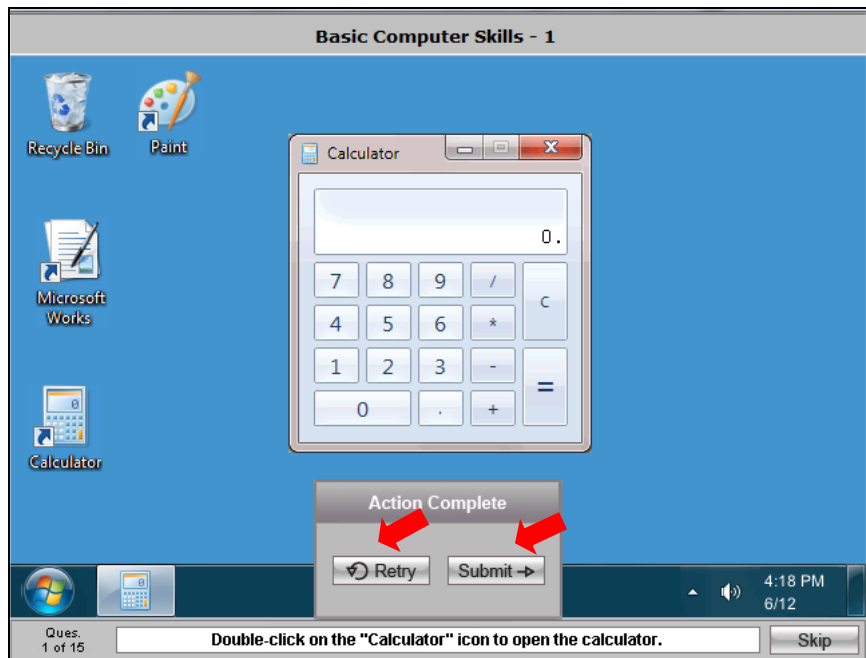 Basic Computer Skills - 1
Recycle Bin
Paint
Microsoft
Works
Calculator
Calculator
0.
7 8 9 / C
4 5 6 *
1 2 3 - =
0 . +
Action Complete
Retry
Submit
4:18 PM
6/12
Ques.
1 of 15
Double-click on the "Calculator" icon to open the calculator.
Skip